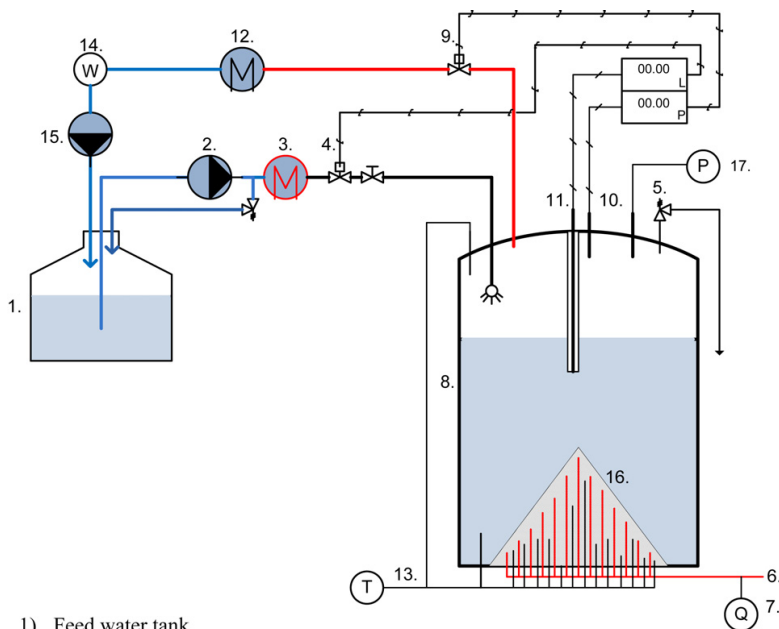 14.
12.
9.
W
M
00.00
L
00.00
P
15.
2.
3.
4.
M
11.
10.
P
17.
5.
1.
8.
16.
T
13.
6.
Q
7.
1) Feed water tank